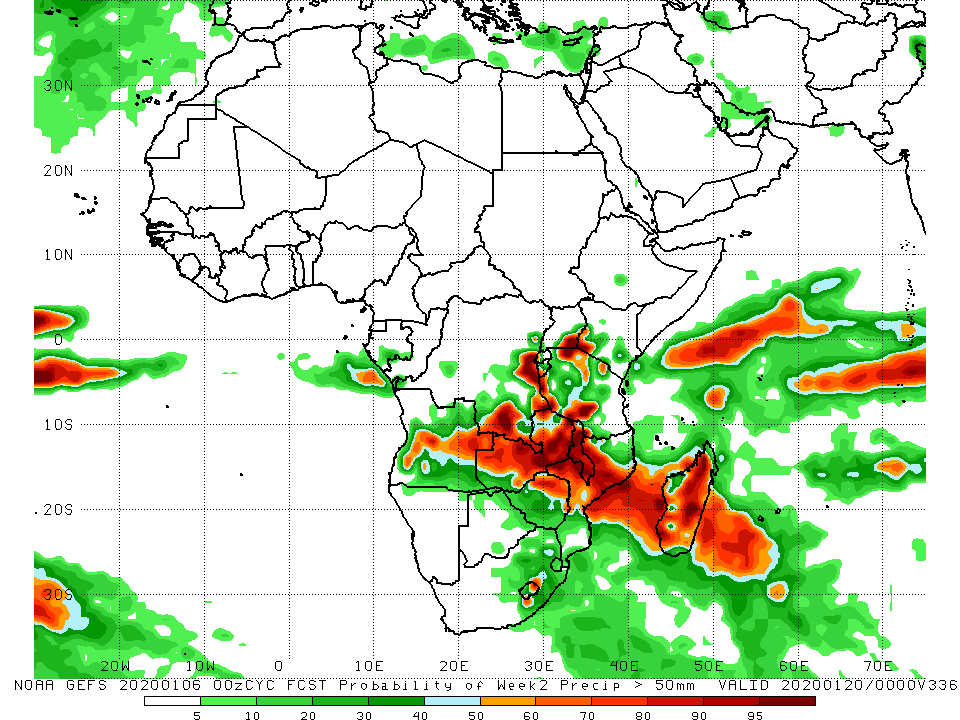 30N
20N
10N
0
10S
20S
30S
20W 10W 0 10E 20E 30E 40E 50E 60E 70E
NOAA GEFS 20200106 00zCYC FCST Probability of Week2 Precip > 50mm VALID 20200120/0000V336
5 10 20 30 40 50 60 70 80 90 95